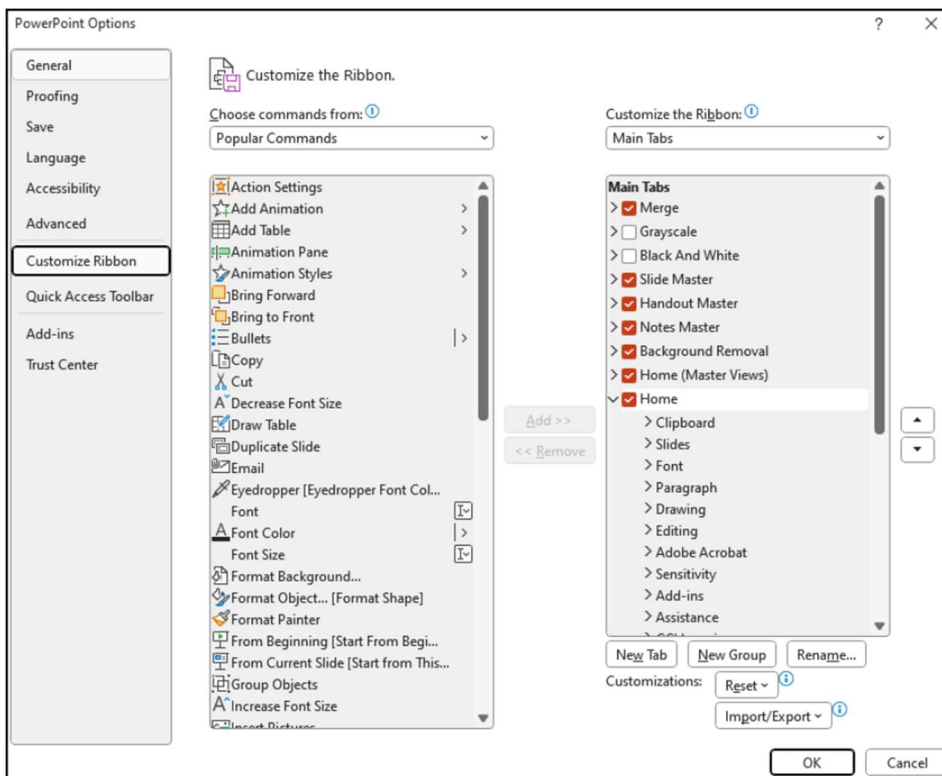 PowerPoint Options
General
Proofing
Save
Language
Accessibility
Advanced
Customize Ribbon
Quick Access Toolbar
Add-ins
Trust Center
Customize the Ribbon.
Choose commands from:
Popular Commands
Action Settings
Add Animation
Add Table
Animation Pane
Animation Styles
Bring Forward
Bring to Front
Bullets
Copy
Cut
Decrease Font Size
Draw Table
Duplicate Slide
Email
Eyedropper [Eyedropper Font Col...
Font
Font Color
Font Size
Format Background...
Format Object... [Format Shape]
Format Painter
From Beginning [Start From Begi...
From Current Slide [Start from This...
Group Objects
Increase Font Size
Insert Pictures
Add >>
<< Remove
Customize the Ribbon:
Main Tabs
Main Tabs
Merge
Grayscale
Black And White
Slide Master
Handout Master
Notes Master
Background Removal
Home (Master Views)
Home
Clipboard
Slides
Font
Paragraph
Drawing
Editing
Adobe Acrobat
Sensitivity
Add-ins
Assistance
New Tab
New Group
Rename...
Customizations:
Reset
Import/Export
OK
Cancel